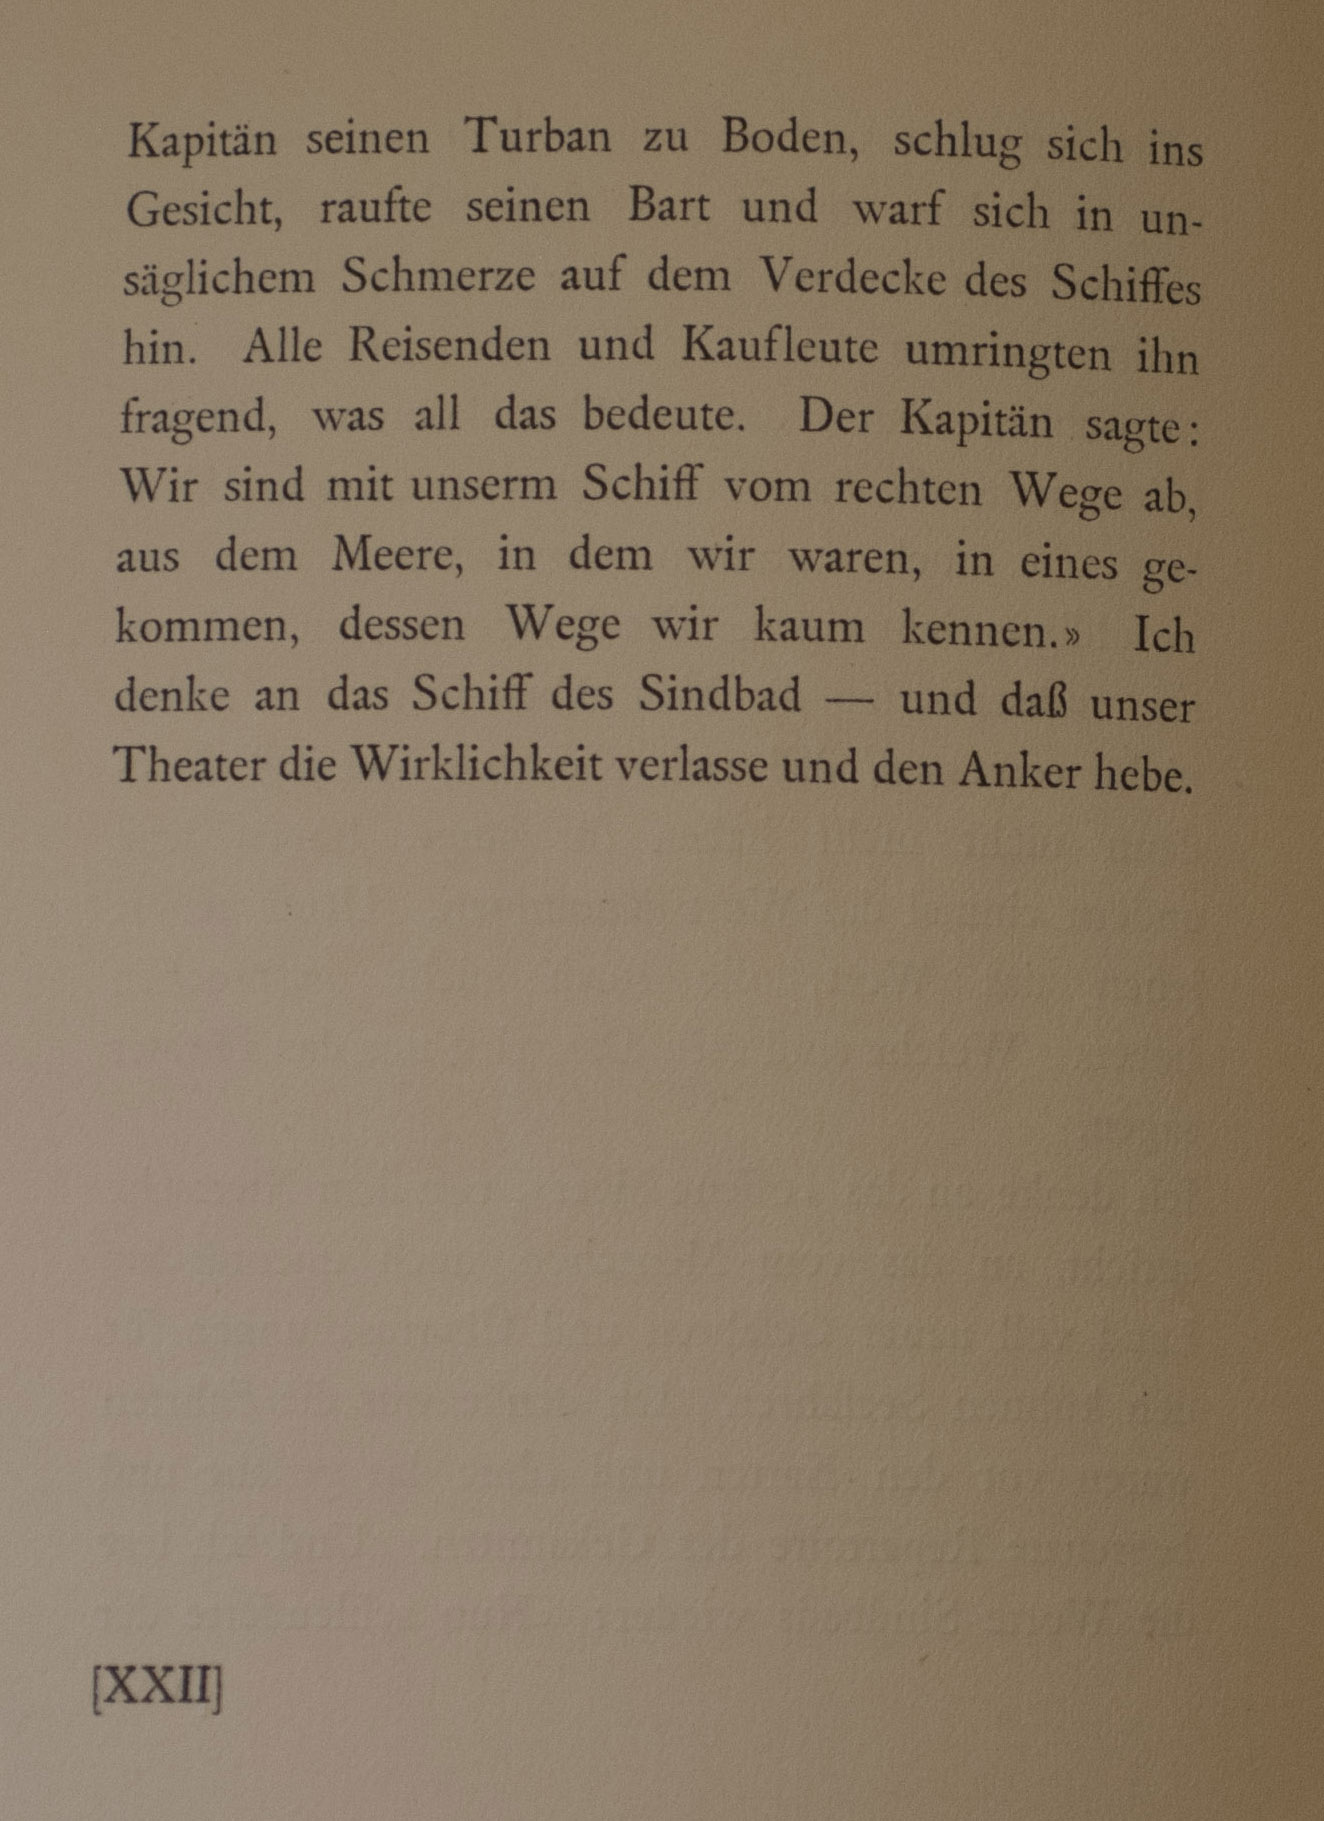 Kapitän seinen Turban zu Boden, schlug sich ins
Gesicht, raufte seinen Bart und warf sich in un-
säglichem Schmerze auf dem Verdecke des Schiffes
hin. Alle Reisenden und Kaufleute umringten ihn
fragend, was all das bedeute. Der Kapitän sagte:
Wir sind mit unserm Schiff vom rechten Wege ab,
aus dem Meere, in dem wir waren, in eines ge-
kommen, dessen Wege wir kaum kennen.» Ich
denke an das Schiff des Sindbad — und daß unser
Theater die Wirklichkeit verlasse und den Anker hebe.
[XXII]